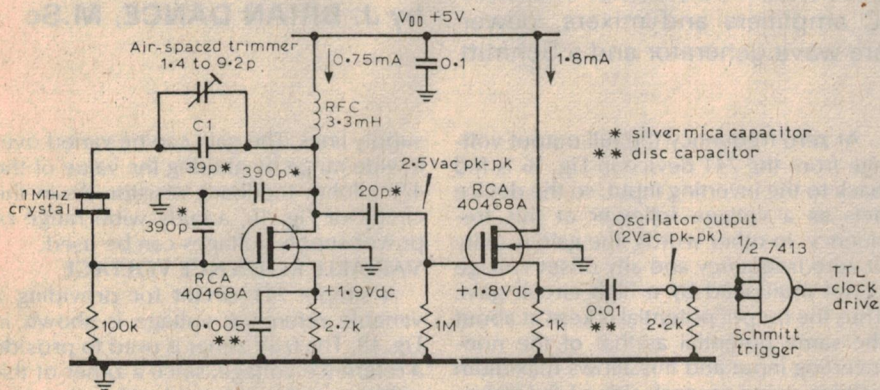 J. BRIAN DANCE, M.Sc
VDD +5V
Air-spaced trimmer
1·4 to 9·2p
0·75mA
0·1
1·8mA
RFC
3·3mH
C1
39p*
* silver mica capacitor
** disc capacitor
390p*
2·5Vac pk-pk
1MHz
crystal
*
390p
20p*
RCA
40468A
Oscillator output
(2Vac pk-pk)
½ 7413
RCA
40468A
+1·9Vdc
+1·8Vdc
TTL
clock
drive
100k
0·005
**
2·7k
1M
1k
0·01
**
2·2k
Schmitt
trigger